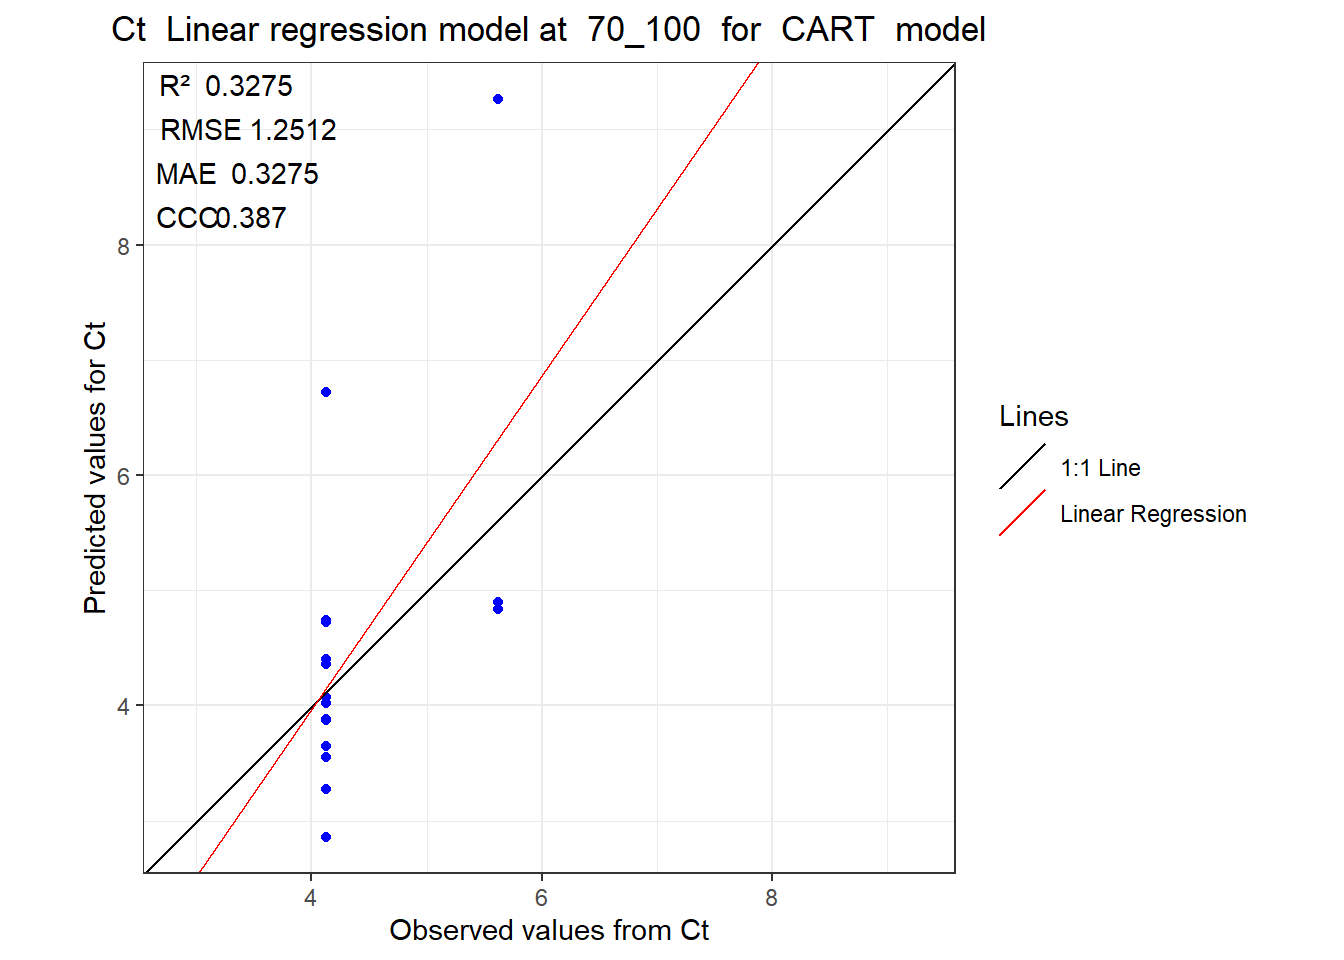 Ct Linear regression model at 70_100 for CART model
R² 0.3275
RMSE 1.2512
MAE 0.3275
CCC0.387
8
6
4
Predicted values for Ct
4 6 8
Observed values from Ct
Lines
1:1 Line
Linear Regression